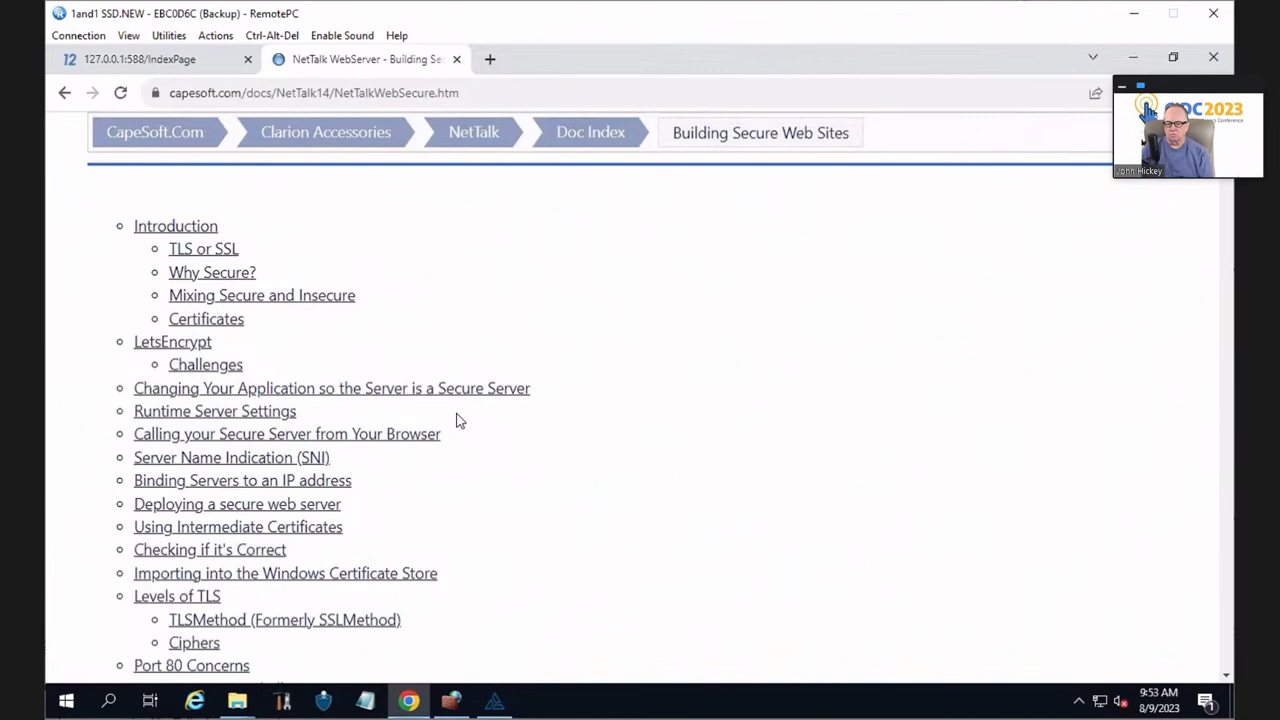 1and1 SSD.NEW - EBC0D6C (Backup) - RemotePC
Connection View Utilities Actions Ctrl-Alt-Del Enable Sound Help
127.0.0.1:588/IndexPage
NetTalk WebServer - Building Se
capesoft.com/docs/NetTalk14/NetTalkWebSecure.htm
CapeSoft.Com Clarion Accessories NetTalk Doc Index Building Secure Web Sites
CIDC 2023
John Hickey
Introduction
TLS or SSL
Why Secure?
Mixing Secure and Insecure
Certificates
LetsEncrypt
Challenges
Changing Your Application so the Server is a Secure Server
Runtime Server Settings
Calling your Secure Server from Your Browser
Server Name Indication (SNI)
Binding Servers to an IP address
Deploying a secure web server
Using Intermediate Certificates
Checking if it's Correct
Importing into the Windows Certificate Store
Levels of TLS
TLSMethod (Formerly SSLMethod)
Ciphers
Port 80 Concerns
9:53 AM
8/9/2023
1